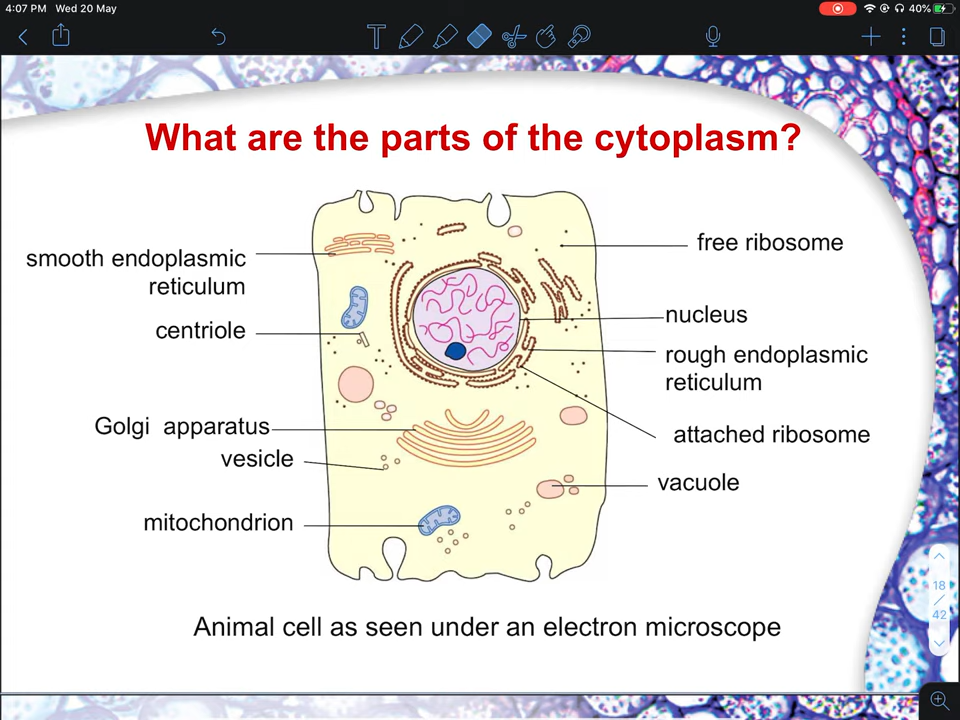 4:07 PM Wed 20 May
40%
What are the parts of the cytoplasm?
smooth endoplasmic
reticulum
centriole
Golgi apparatus
vesicle
mitochondrion
free ribosome
nucleus
rough endoplasmic
reticulum
attached ribosome
vacuole
18
/
42
Animal cell as seen under an electron microscope